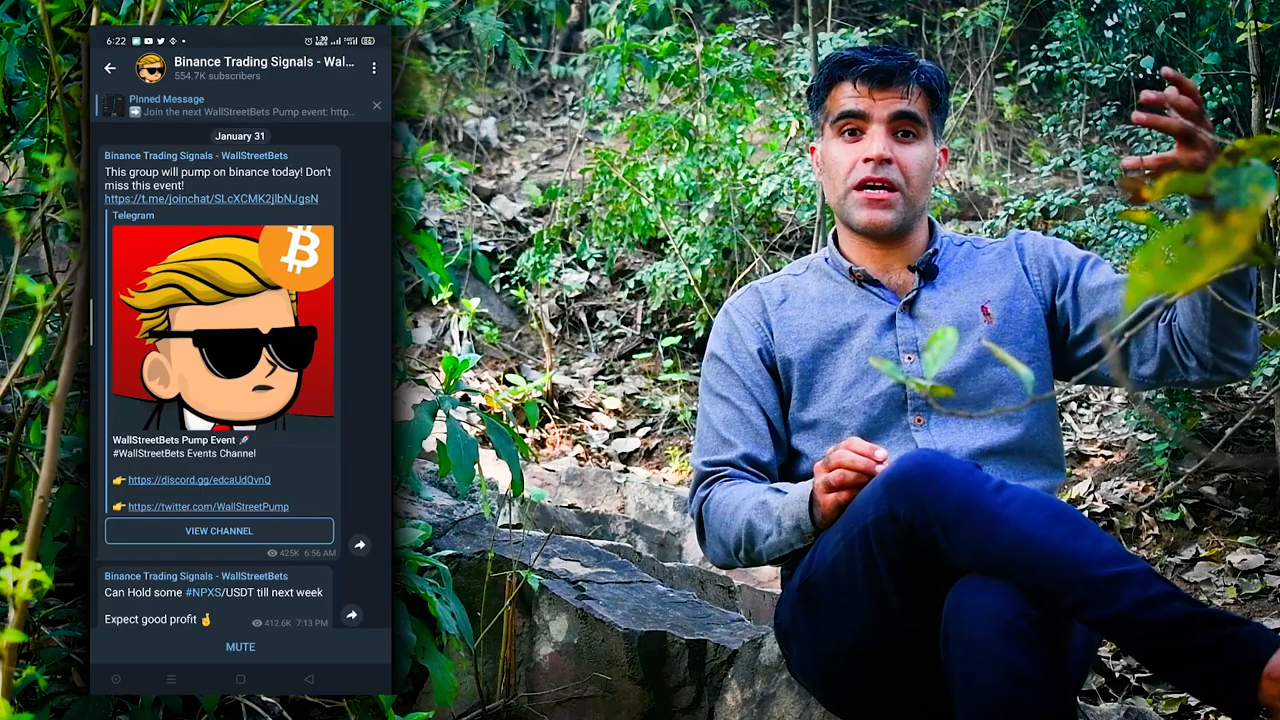 6:22
Binance Trading Signals - Wal...
554.7K subscribers
Pinned Message
Join the next WallStreetBets Pump event: http...
January 31
Binance Trading Signals - WallStreetBets
This group will pump on binance today! Don't
miss this event!
https://t.me/joinchat/SLcXCMK2jlbNJgsN
Telegram
WallStreetBets Pump Event 🚀
#WallStreetBets Events Channel
👉 https://discord.gg/edcaUdQvnQ
👉 https://twitter.com/WallStreetPump
VIEW CHANNEL
425K 6:56 AM
Binance Trading Signals - WallStreetBets
Can Hold some #NPXS/USDT till next week
Expect good profit 🤞
412.6K 7:13 PM
MUTE